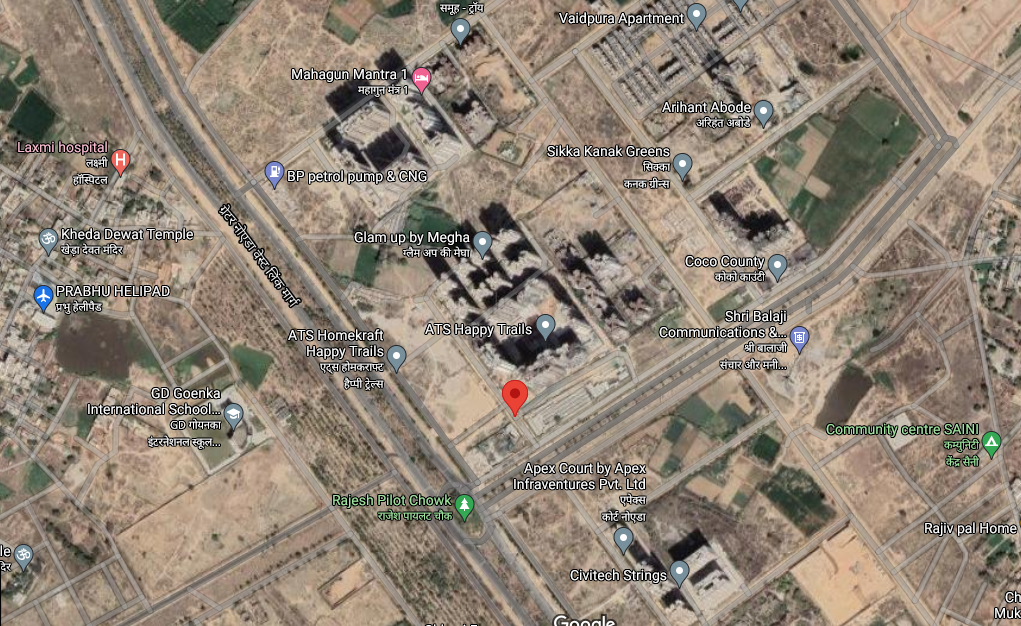 समूह - ट्रॉय
Vaidpura Apartment
Mahagun Mantra 1
महागुन मंत्र 1
Arihant Abode
अरिहंत अबोडे
Laxmi hospital
लक्ष्मी
हॉस्पिटल
BP petrol pump & CNG
Sikka Kanak Greens
सिक्का
कनक ग्रीन्स
ग्रेटर नोएडा वेस्ट लिंक मार्ग
Kheda Dewat Temple
खेड़ा देवत मंदिर
Glam up by Megha
ग्लैम अप की मेघा
Coco County
कोको काउंटी
PRABHU HELIPAD
प्रभु हेलीपैड
Shri Balaji
Communications &...
श्री बालाजी
संचार और मनी...
ATS Happy Trails
ATS Homekraft
Happy Trails
एट्स होमकराफ्ट
हैप्पी ट्रेल्स
GD Goenka
International School...
GD गोयनका
इंटरनेशनल स्कूल...
Community centre SAINI
कम्युनिटी
केंद्र सैनी
Apex Court by Apex
Infraventures Pvt. Ltd
एपेक्स
कोर्ट नोएडा
Rajesh Pilot Chowk
राजेश पायलट चौक
Rajiv pal Home
Civitech Strings
Google